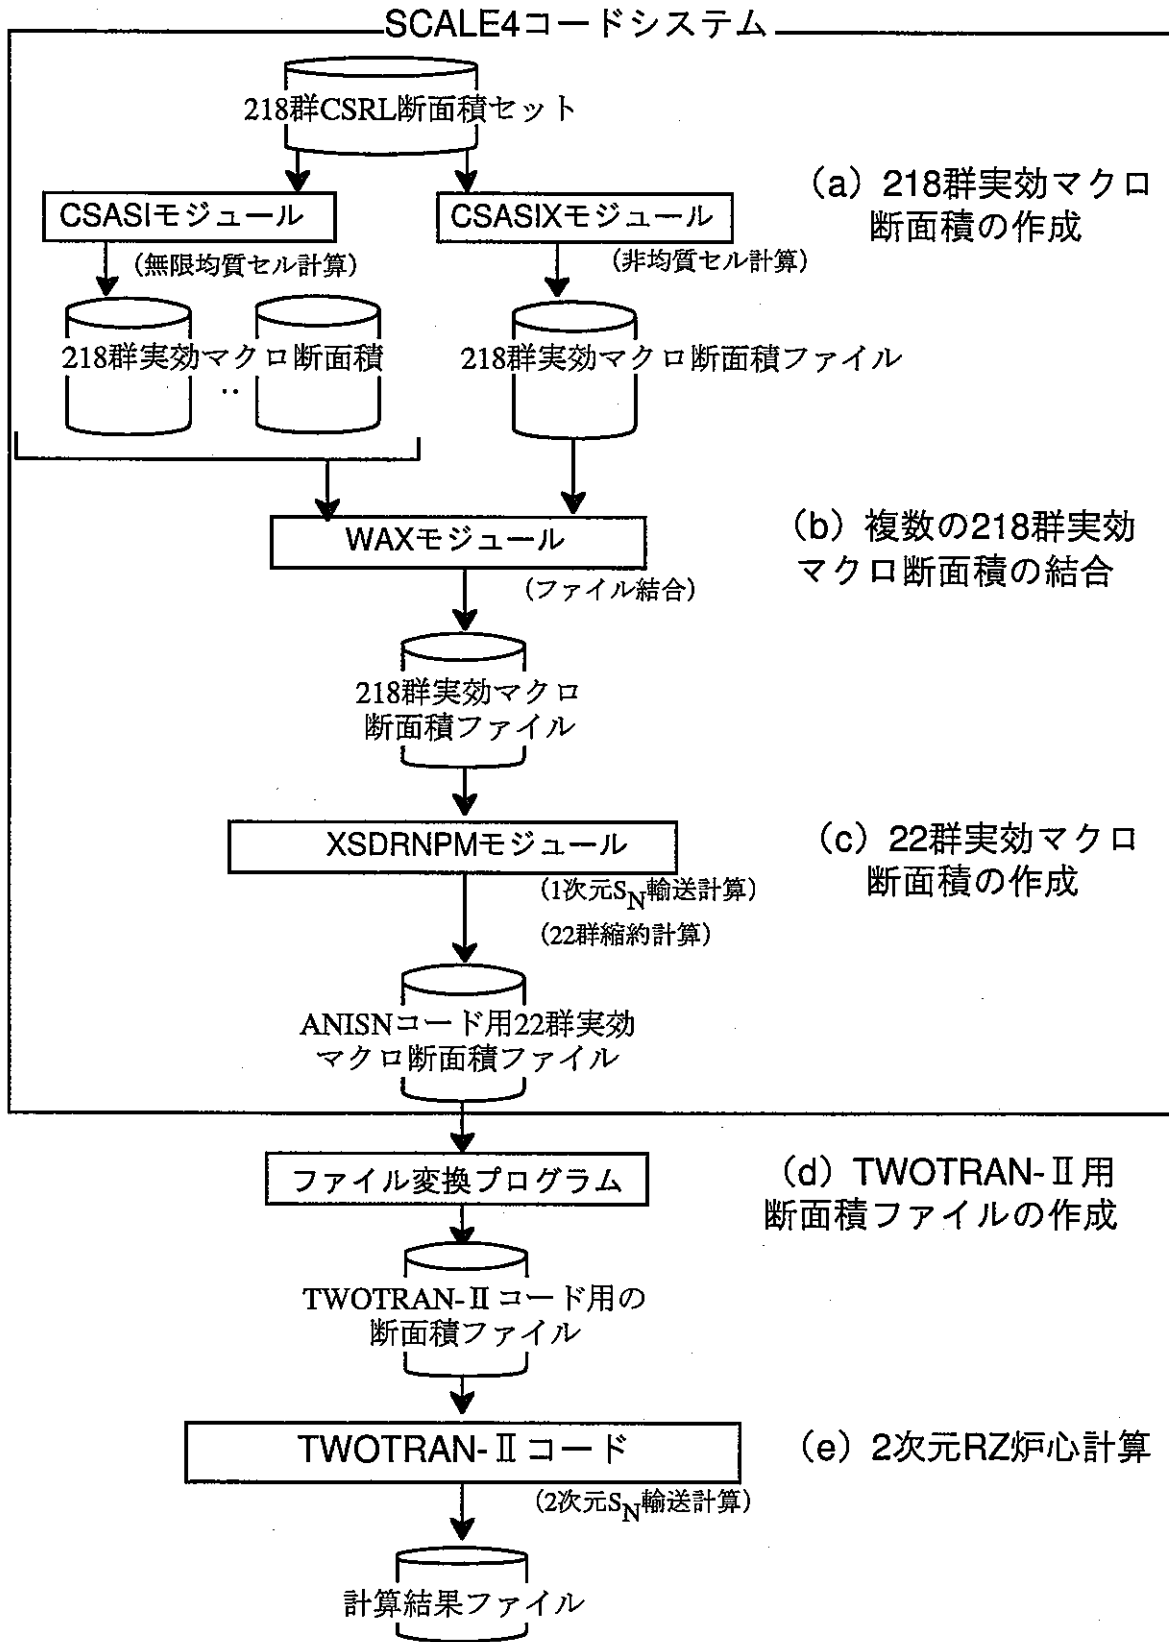 SCALE4コードシステム
218群CSRL断面積セット
(a) 218群実効マクロ
断面積の作成
CSASIモジュール
CSASIXモジュール
(無限均質セル計算)
(非均質セル計算)
218群実効マクロ断面積
‥
218群実効マクロ断面積ファイル
(b) 複数の218群実効
マクロ断面積の結合
WAXモジュール
(ファイル結合)
218群実効マクロ
断面積ファイル
(c) 22群実効マクロ
断面積の作成
XSDRNPMモジュール
(1次元SN輸送計算)
(22群縮約計算)
ANISNコード用22群実効
マクロ断面積ファイル
(d) TWOTRAN-Ⅱ用
断面積ファイルの作成
ファイル変換プログラム
TWOTRAN-Ⅱコード用の
断面積ファイル
(e) 2次元RZ炉心計算
TWOTRAN-Ⅱコード
(2次元SN輸送計算)
計算結果ファイル